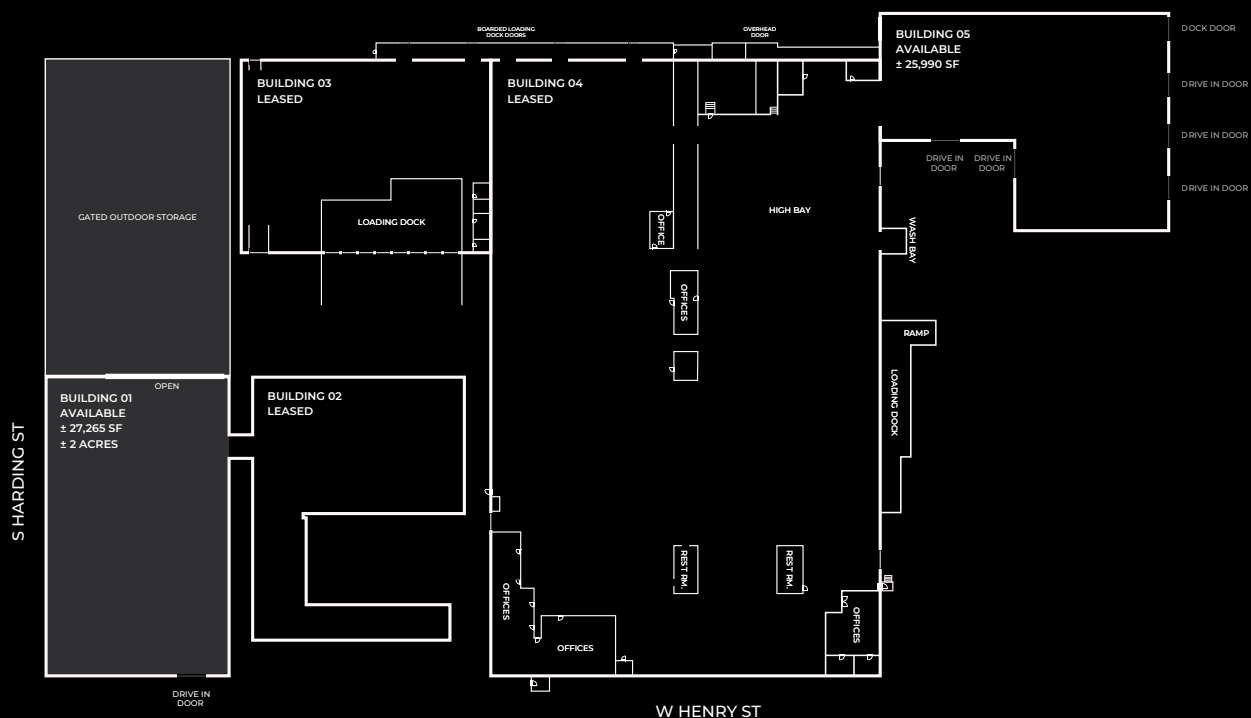 BOARDED LOADING
DOCK DOORS
OVERHEAD
DOOR
BUILDING 05
AVAILABLE
± 25,990 SF
DOCK DOOR
DRIVE IN DOOR
DRIVE IN DOOR
DRIVE IN DOOR
DRIVE IN
DOOR
DRIVE IN
DOOR
BUILDING 03
LEASED
BUILDING 04
LEASED
GATED OUTDOOR STORAGE
LOADING DOCK
OFFICE
HIGH BAY
WASH BAY
OFFICES
RAMP
LOADING DOCK
OPEN
BUILDING 01
AVAILABLE
± 27,265 SF
± 2 ACRES
BUILDING 02
LEASED
S HARDING ST
REST RM.
REST RM.
OFFICES
OFFICES
OFFICES
DRIVE IN
DOOR
W HENRY ST